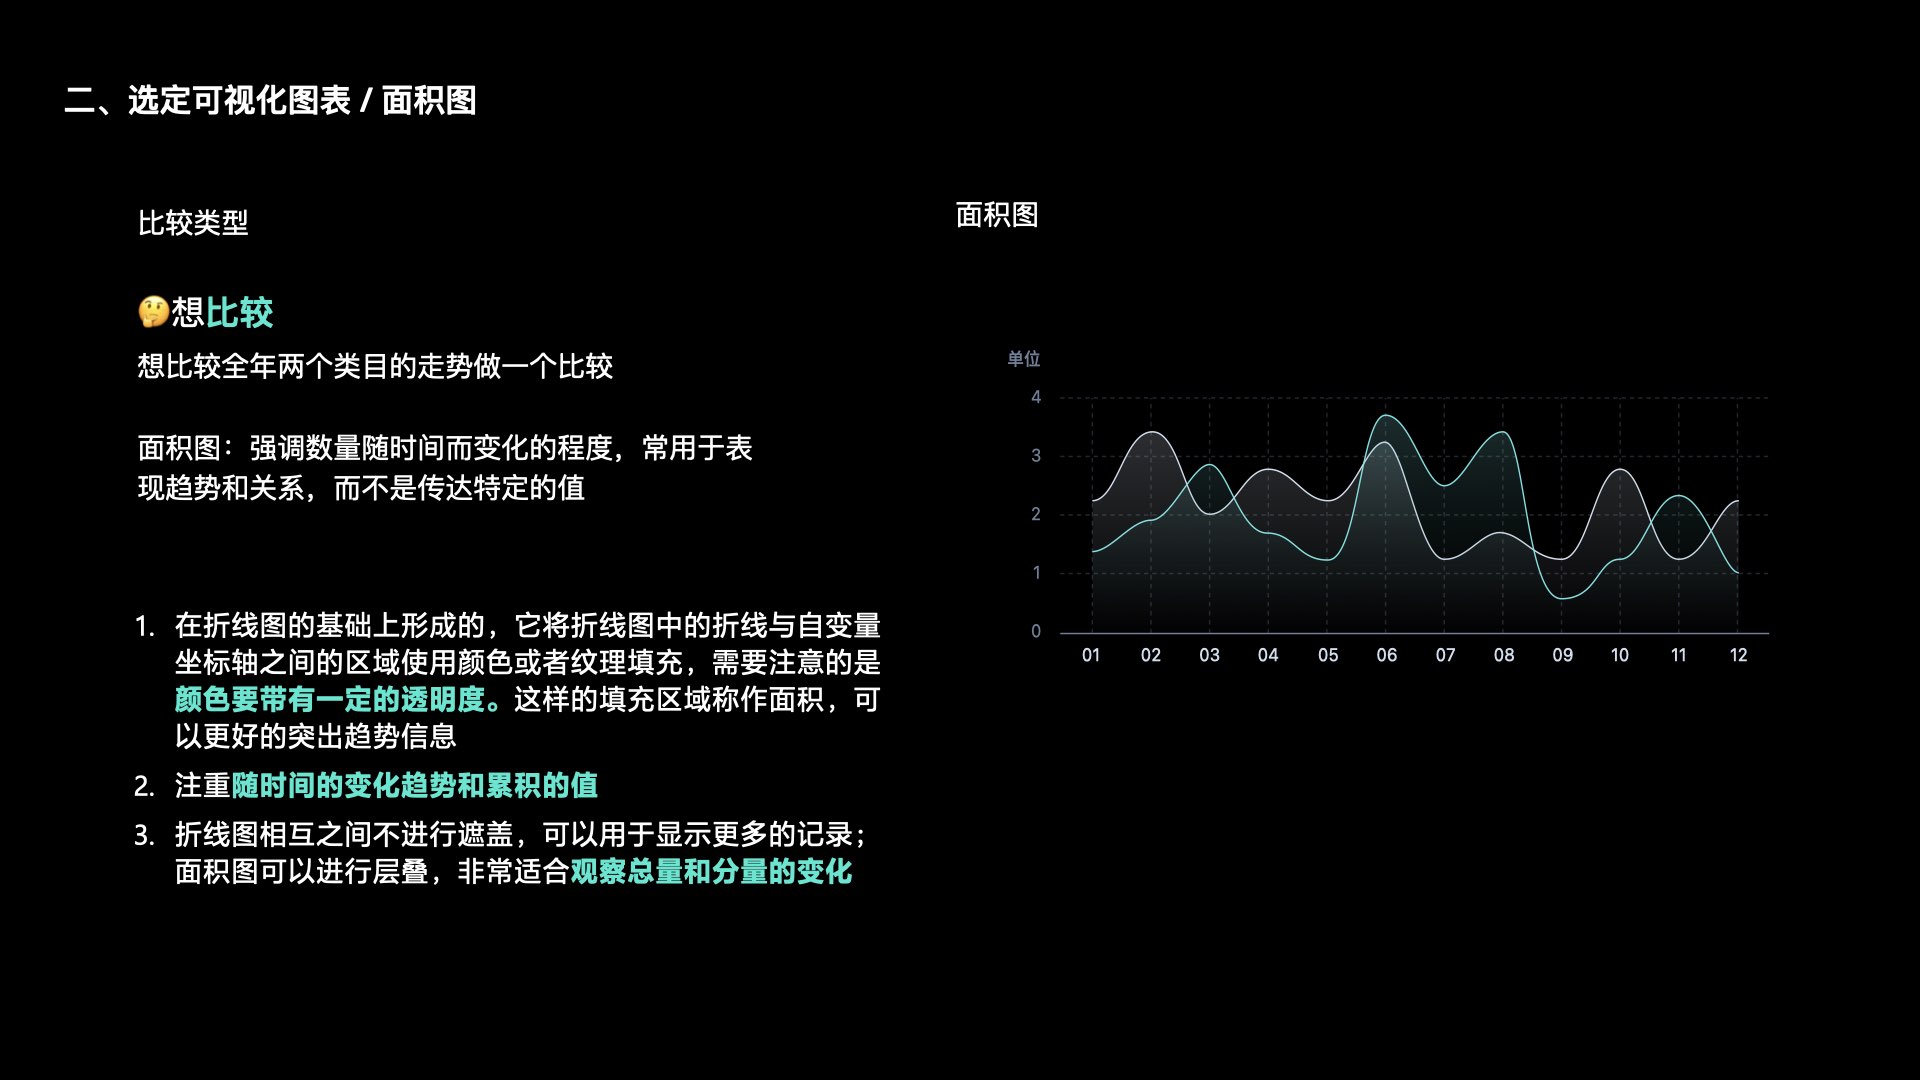 二、选定可视化图表 / 面积图
比较类型
🤔想比较
想比较全年两个类目的走势做一个比较
面积图：强调数量随时间而变化的程度，常用于表
现趋势和关系，而不是传达特定的值
1. 在折线图的基础上形成的，它将折线图中的折线与自变量
坐标轴之间的区域使用颜色或者纹理填充，需要注意的是
颜色要带有一定的透明度。这样的填充区域称作面积，可
以更好的突出趋势信息
2. 注重随时间的变化趋势和累积的值
3. 折线图相互之间不进行遮盖，可以用于显示更多的记录；
面积图可以进行层叠，非常适合观察总量和分量的变化
面积图
单位
4
3
2
1
0
01 02 03 04 05 06 07 08 09 10 11 12